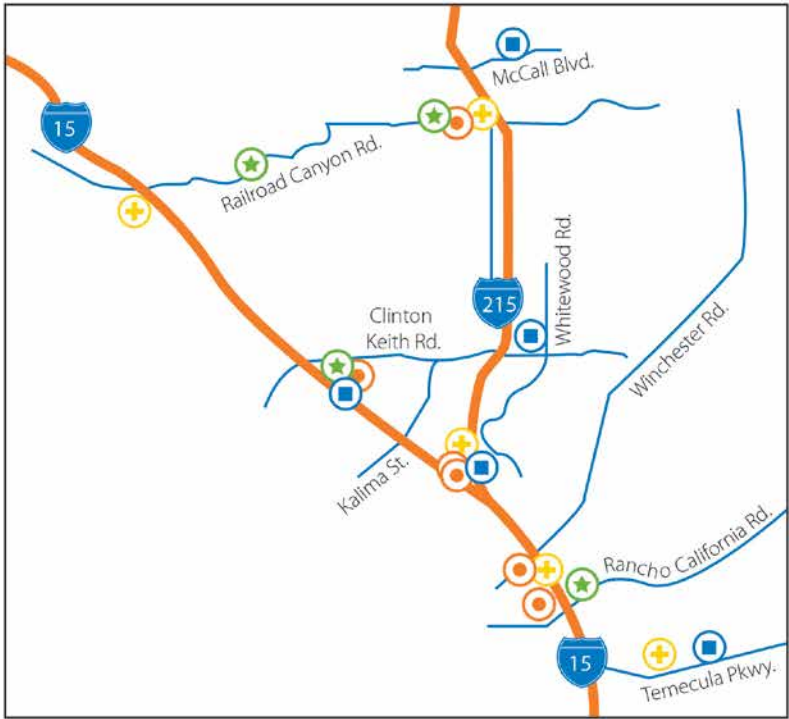 McCall Blvd.
15
Railroad Canyon Rd.
215
Whitewood Rd.
Clinton
Keith Rd.
Winchester Rd.
Kalima St.
Rancho California Rd.
15
Temecula Pkwy.